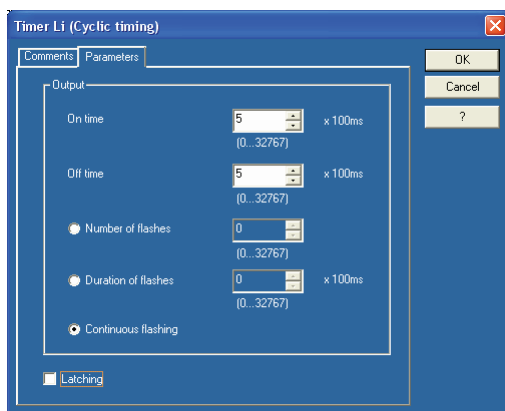 Timer Li (Cyclic timing)
Comments Parameters
OK
Cancel
?
Output
On time 5 x 100ms
(0...32767)
Off time 5 x 100ms
(0...32767)
Number of flashes 0
(0...32767)
Duration of flashes 0 x 100ms
(0...32767)
Continuous flashing
Latching